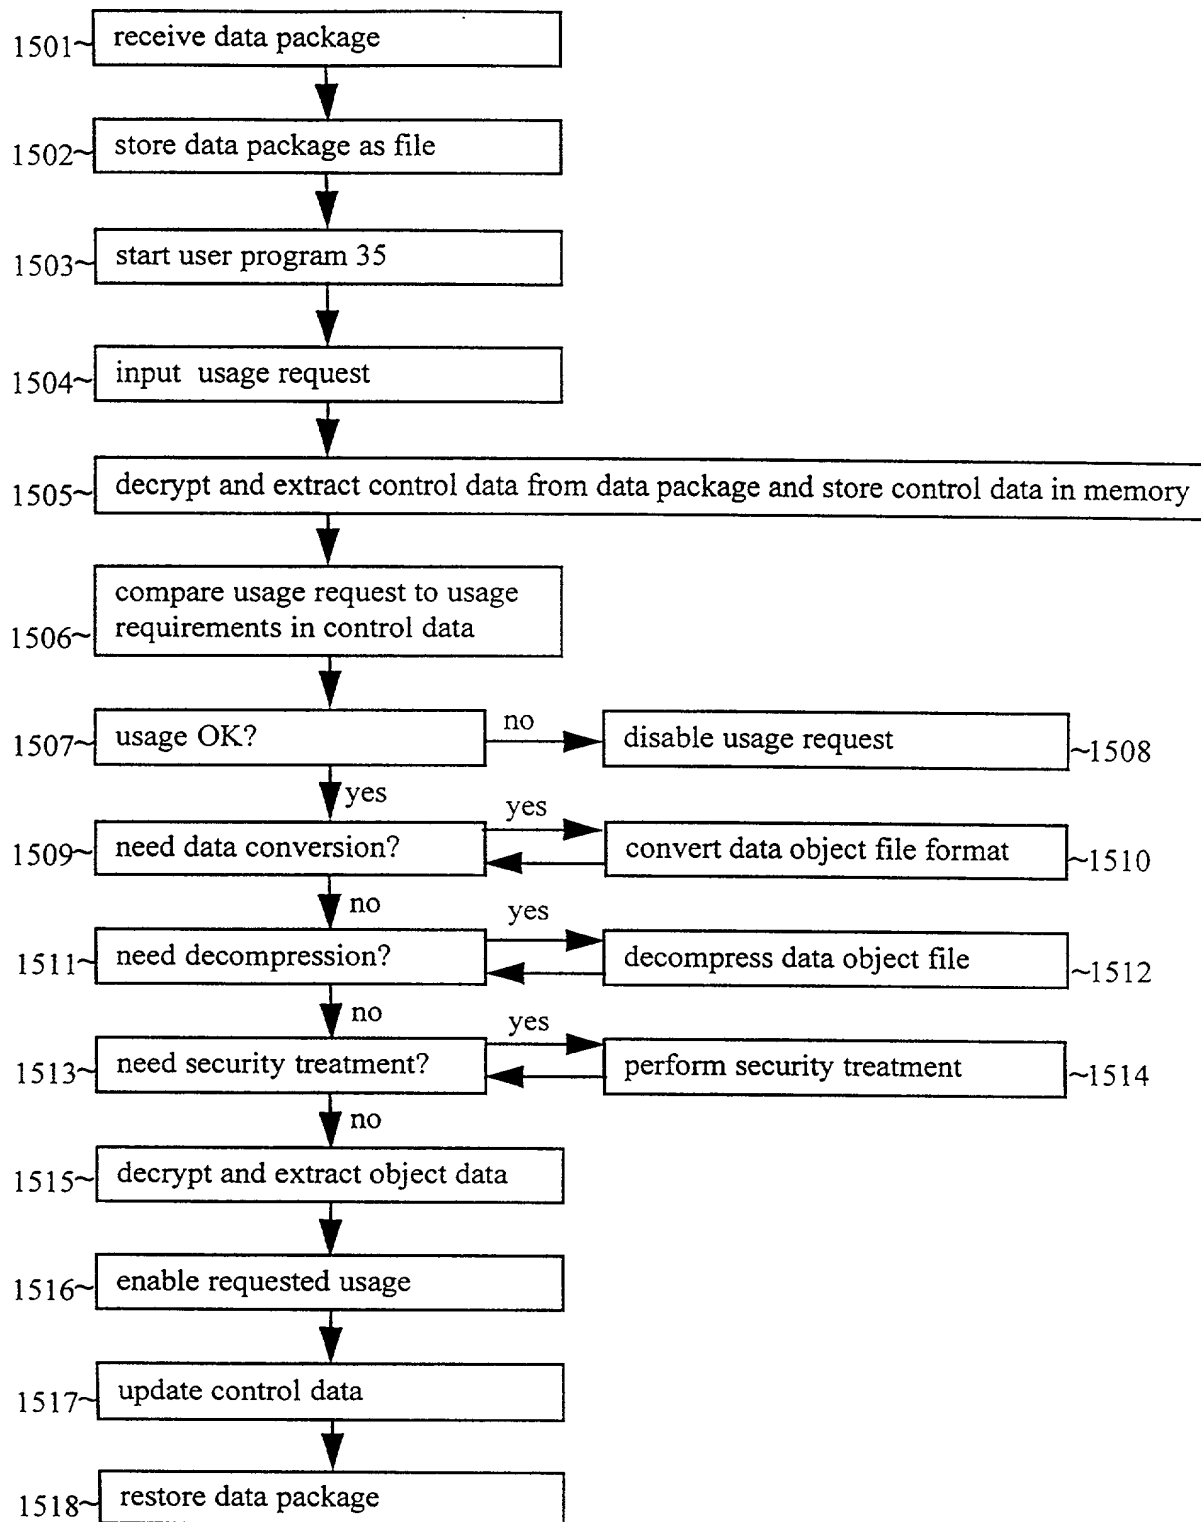 1501~ receive data package
1502~ store data package as file
1503~ start user program 35
1504~ input usage request
1505~ decrypt and extract control data from data package and store control data in memory
compare usage request to usage
1506~ requirements in control data
1507~ usage OK? no disable usage request ~1508
yes
yes
1509~ need data conversion? convert data object file format ~1510
no
yes
1511~ need decompression? decompress data object file ~1512
no
yes
1513~ need security treatment? perform security treatment ~1514
no
1515~ decrypt and extract object data
1516~ enable requested usage
1517~ update control data
1518~ restore data package